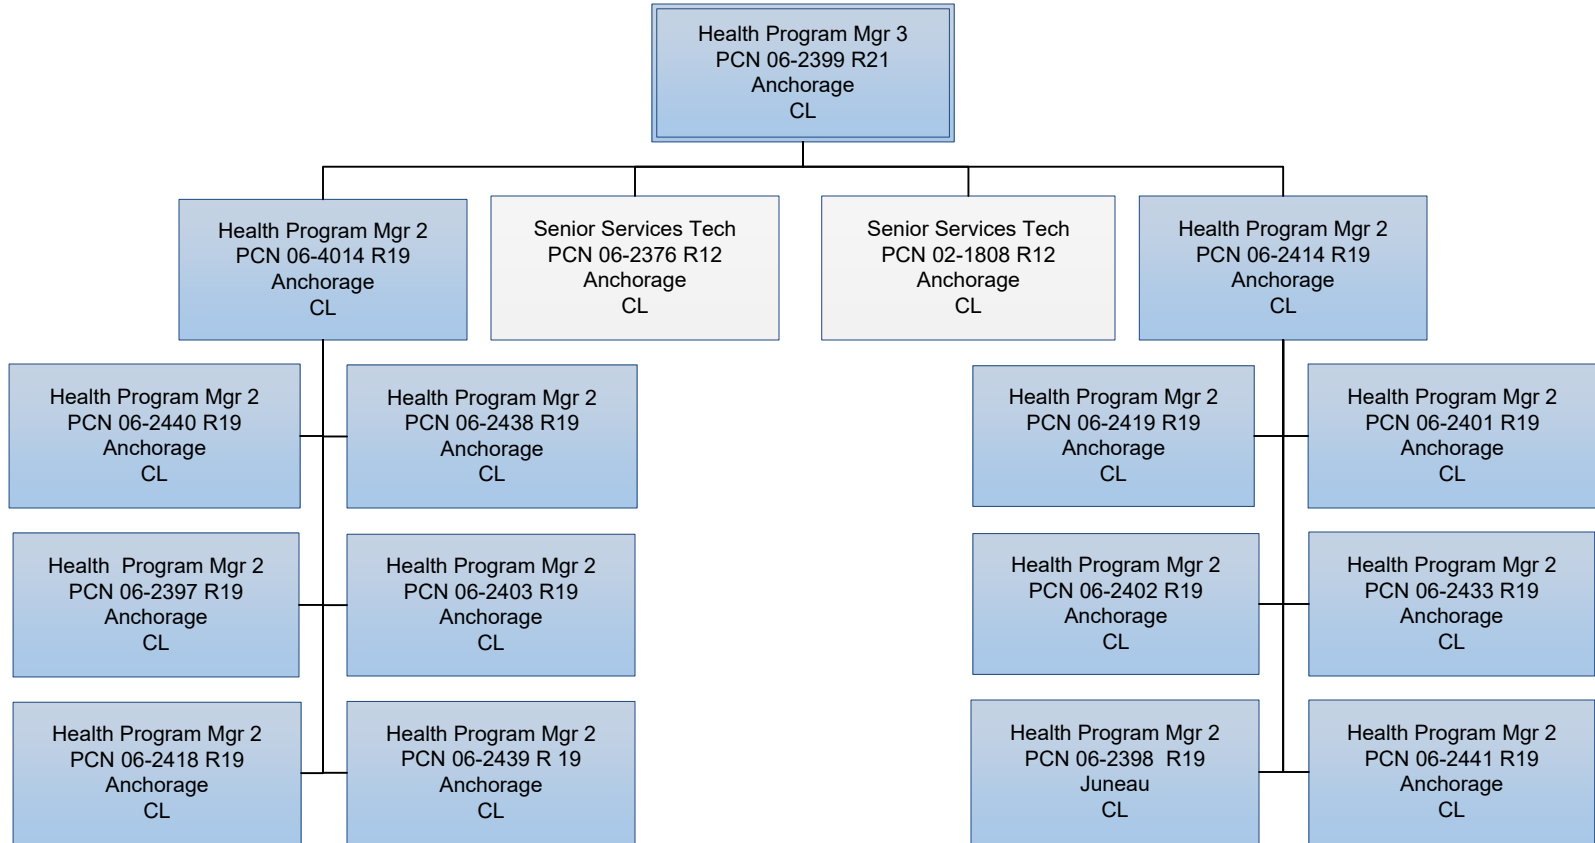 Health Program Mgr 3
PCN 06-2399 R21
Anchorage
CL
Health Program Mgr 2
PCN 06-4014 R19
Anchorage
CL
Senior Services Tech
PCN 06-2376 R12
Anchorage
CL
Senior Services Tech
PCN 02-1808 R12
Anchorage
CL
Health Program Mgr 2
PCN 06-2414 R19
Anchorage
CL
Health Program Mgr 2
PCN 06-2440 R19
Anchorage
CL
Health Program Mgr 2
PCN 06-2438 R19
Anchorage
CL
Health Program Mgr 2
PCN 06-2419 R19
Anchorage
CL
Health Program Mgr 2
PCN 06-2401 R19
Anchorage
CL
Health  Program Mgr 2
PCN 06-2397 R19
Anchorage
CL
Health Program Mgr 2
PCN 06-2403 R19
Anchorage
CL
Health Program Mgr 2
PCN 06-2402 R19
Anchorage
CL
Health Program Mgr 2
PCN 06-2433 R19
Anchorage
CL
Health Program Mgr 2
PCN 06-2418 R19
Anchorage
CL
Health Program Mgr 2
PCN 06-2439 R 19
Anchorage
CL
Health Program Mgr 2
PCN 06-2398  R19
Juneau
CL
Health Program Mgr 2
PCN 06-2441 R19
Anchorage
CL